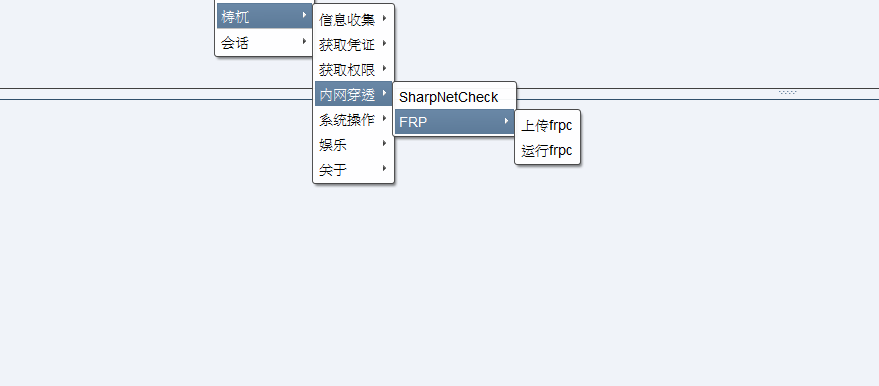 梼杌
会话
信息收集
获取凭证
获取权限
内网穿透
系统操作
娱乐
关于
SharpNetCheck
FRP
上传frpc
运行frpc